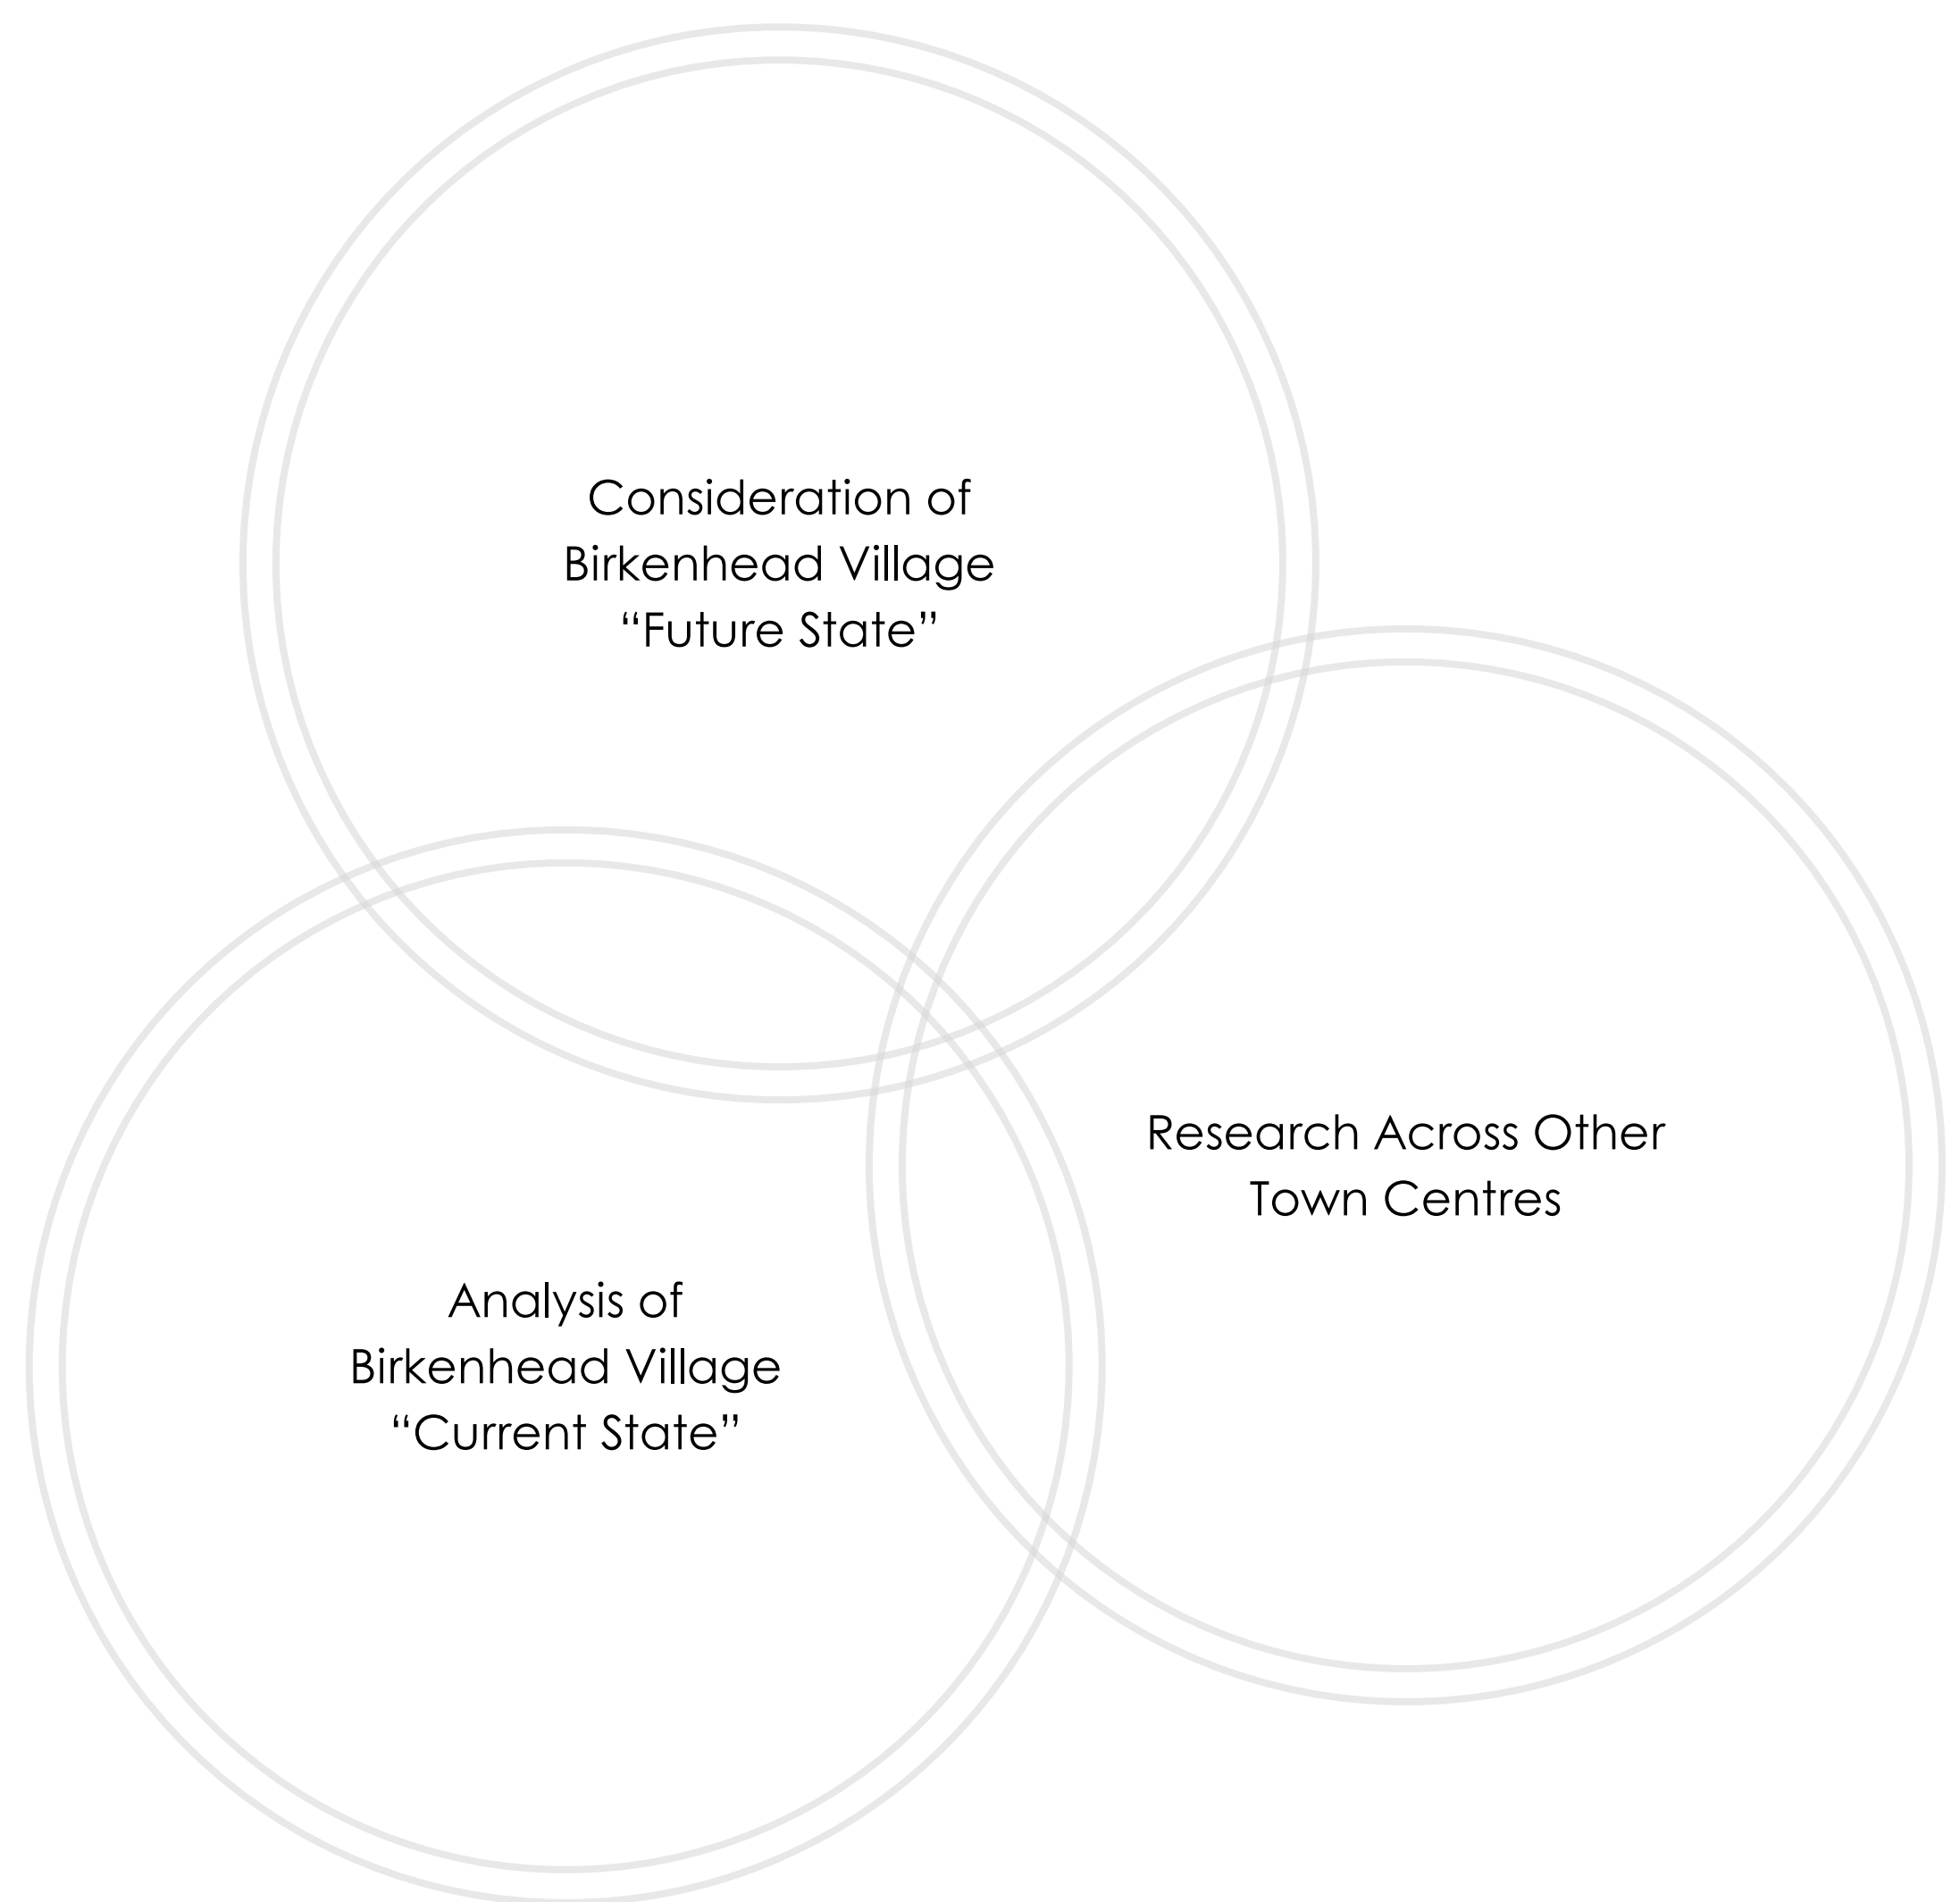 Consideration of
Birkenhead Village
“Future State”
Research Across Other
Town Centres
Analysis of
Birkenhead Village
“Current State”